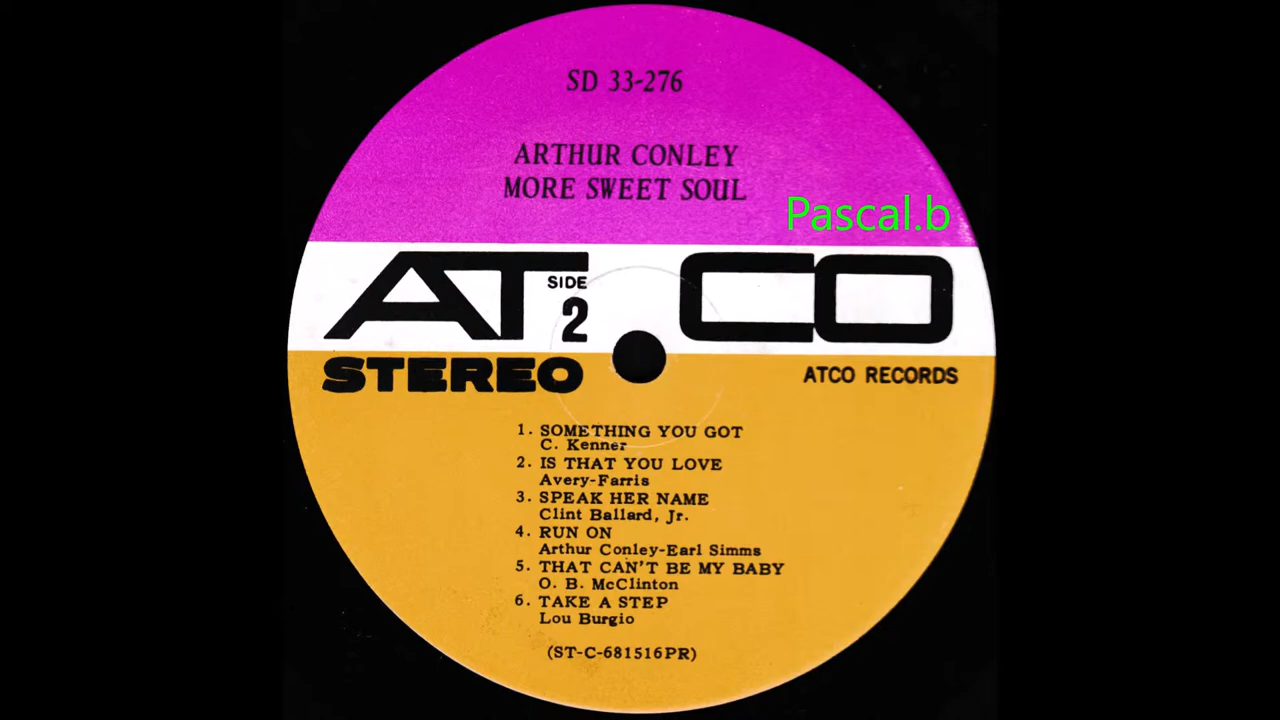 SD 33-276
ARTHUR CONLEY
MORE SWEET SOUL
Pascal.b
ATCO
SIDE
2
STEREO
ATCO RECORDS
1. SOMETHING YOU GOT
C. Kenner
2. IS THAT YOU LOVE
Avery-Farris
3. SPEAK HER NAME
Clint Ballard, Jr.
4. RUN ON
Arthur Conley-Earl Simms
5. THAT CAN'T BE MY BABY
O. B. McClinton
6. TAKE A STEP
Lou Burgio
(ST-C-681516PR)